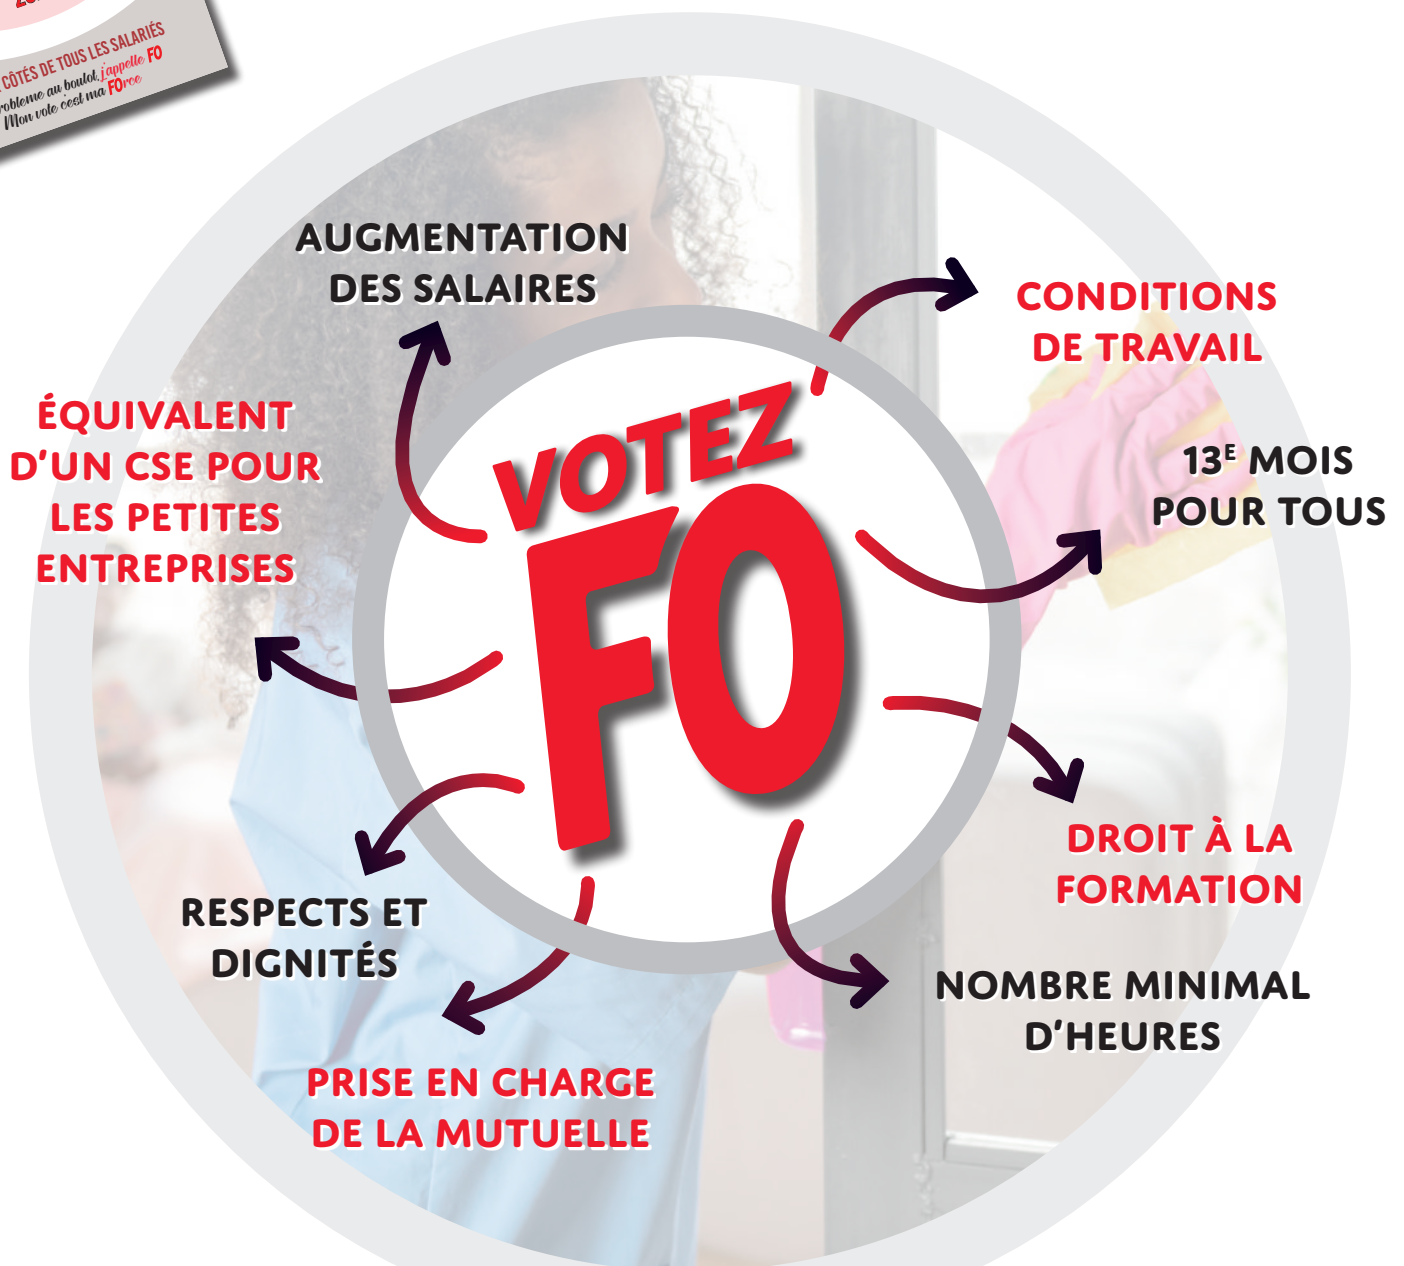 CÔTÉS DE TOUS LES SALARIÉS
au boulot, j'appelle FO
Mon vote c'est ma FOrce
AUGMENTATION
DES SALAIRES
CONDITIONS
DE TRAVAIL
ÉQUIVALENT
D'UN CSE POUR
LES PETITES
ENTREPRISES
13E MOIS
POUR TOUS
VOTEZ
FO
DROIT À LA
FORMATION
RESPECTS ET
DIGNITÉS
NOMBRE MINIMAL
D'HEURES
PRISE EN CHARGE
DE LA MUTUELLE